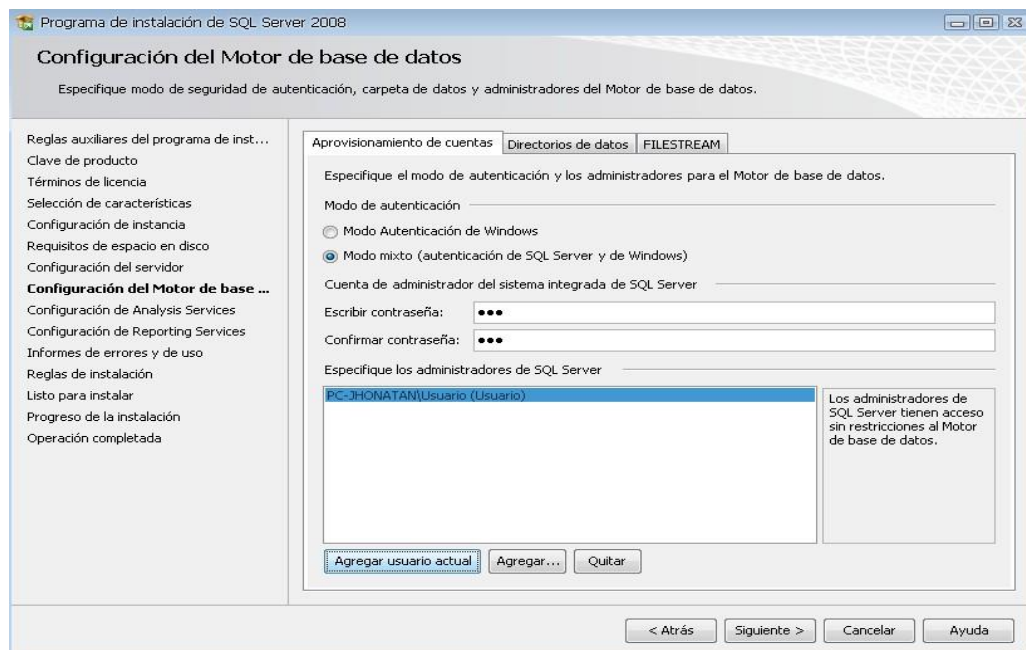 Programa de instalación de SQL Server 2008
Configuración del Motor de base de datos
Especifique modo de seguridad de autenticación, carpeta de datos y administradores del Motor de base de datos.
Reglas auxiliares del programa de inst...
Clave de producto
Términos de licencia
Selección de características
Configuración de instancia
Requisitos de espacio en disco
Configuración del servidor
Configuración del Motor de base ...
Configuración de Analysis Services
Configuración de Reporting Services
Informes de errores y de uso
Reglas de instalación
Listo para instalar
Progreso de la instalación
Operación completada
Aprovisionamiento de cuentas Directorios de datos FILESTREAM
Especifique el modo de autenticación y los administradores para el Motor de base de datos.
Modo de autenticación
Modo Autenticación de Windows
Modo mixto (autenticación de SQL Server y de Windows)
Cuenta de administrador del sistema integrada de SQL Server
Escribir contraseña: ●●●
Confirmar contraseña: ●●●
Especifique los administradores de SQL Server
PC-JHONATAN\Usuario (Usuario)
Los administradores de
SQL Server tienen acceso
sin restricciones al Motor
de base de datos.
Agregar usuario actual Agregar... Quitar
< Atrás Siguiente > Cancelar Ayuda